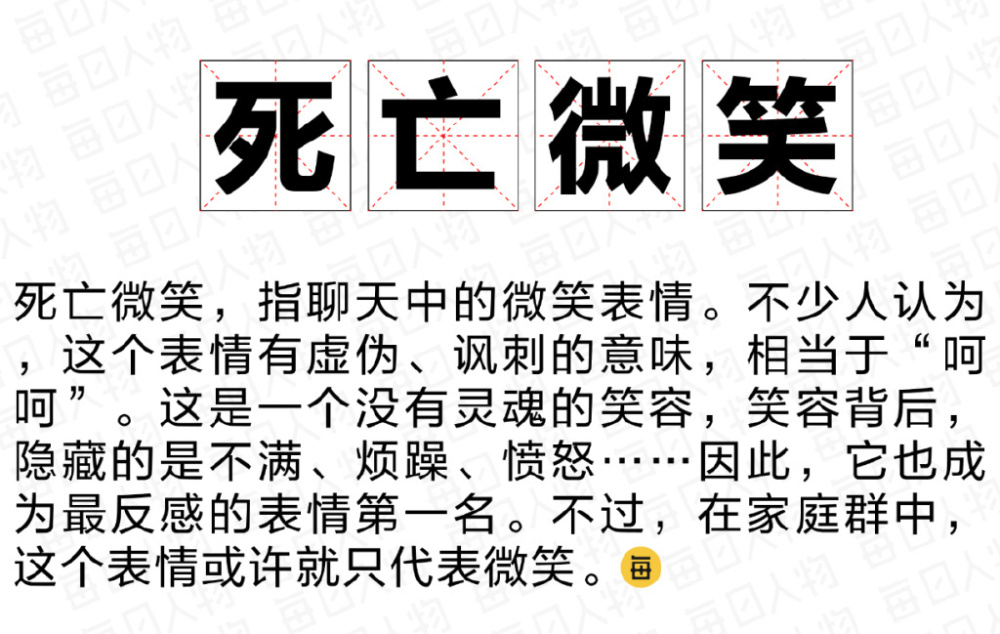 死亡微笑
死亡微笑，指聊天中的微笑表情。不少人认为
，这个表情有虚伪、讽刺的意味，相当于“呵
呵”。这是一个没有灵魂的笑容，笑容背后，
隐藏的是不满、烦躁、愤怒……因此，它也成
为最反感的表情第一名。不过，在家庭群中，
这个表情或许就只代表微笑。每
每日人物